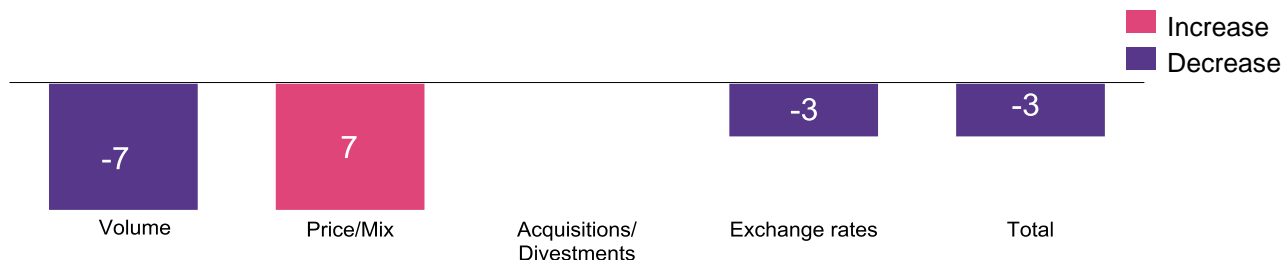 Increase
Decrease
-7
7
-3
-3
Volume
Price/Mix
Acquisitions/
Divestments
Exchange rates
Total